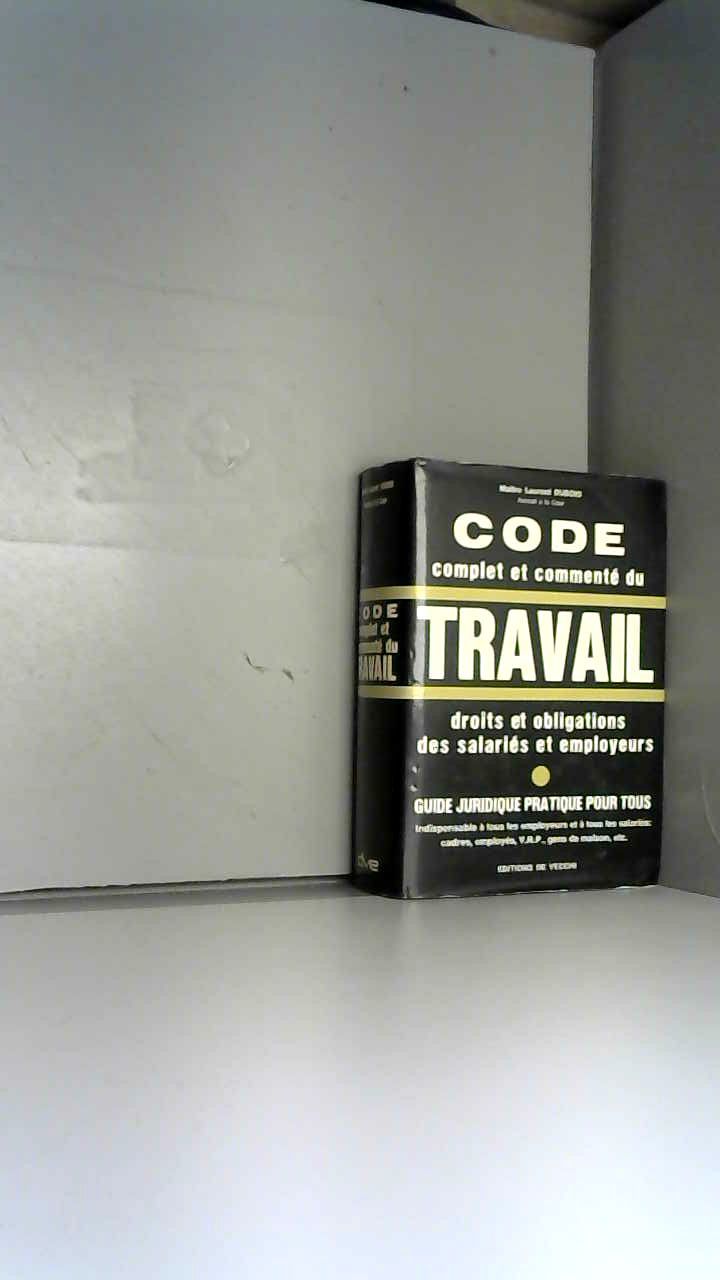 Maître Laurent DUBOIS
Avocat à la Cour
CODE
complet et commenté du
TRAVAIL
droits et obligations
des salariés et employeurs
GUIDE JURIDIQUE PRATIQUE POUR TOUS
Indispensable à tous les employeurs et à tous les salariés:
cadres, employés, V.R.P., gens de maison, etc.
EDITIONS DE VECCHI
CODE
complet et
commenté du
TRAVAIL
dve